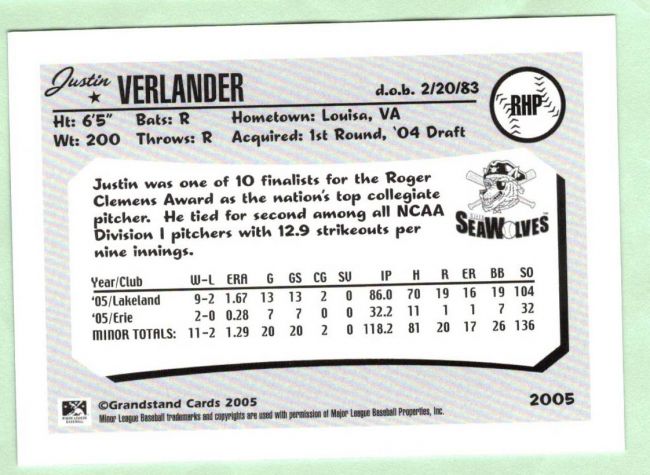 Justin VERLANDER
d.o.b. 2/20/83
RHP
Ht: 6'5" Bats: R Hometown: Louisa, VA
Wt: 200 Throws: R Acquired: 1st Round, '04 Draft
Justin was one of 10 finalists for the Roger
Clemens Award as the nation's top collegiate
pitcher. He tied for second among all NCAA
Division I pitchers with 12.9 strikeouts per
nine innings.
SEAWOLVES
Year/Club W-L ERA G GS CG SV IP H R ER BB SO
'05/Lakeland 9-2 1.67 13 13 2 0 86.0 70 19 16 19 104
'05/Erie 2-0 0.28 7 7 0 0 32.2 11 1 1 7 32
MINOR TOTALS: 11-2 1.29 20 20 2 0 118.2 81 20 17 26 136
©Grandstand Cards 2005
2005
Minor League Baseball trademarks and copyrights are used with permission of Major League Baseball Properties, Inc.